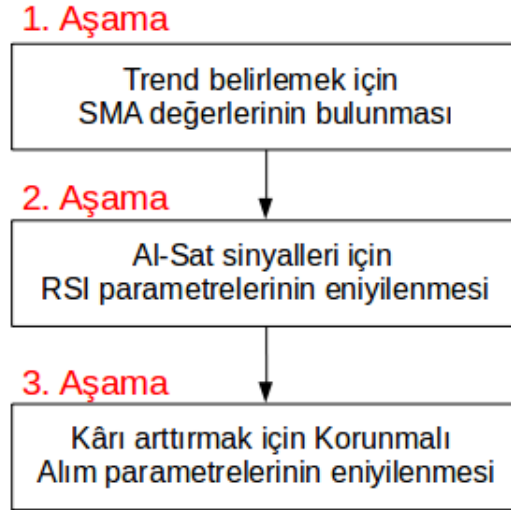 1. Aşama
Trend belirlemek için
SMA değerlerinin bulunması
2. Aşama
Al-Sat sinyalleri için
RSI parametrelerinin eniyilenmesi
3. Aşama
Kârı arttırmak için Korunmalı
Alım parametrelerinin eniyilenmesi